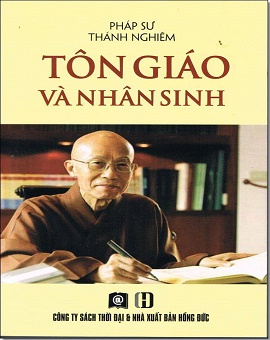 PHÁP SƯ
THÁNH NGHIÊM
TÔN GIÁO
VÀ NHÂN SINH
CÔNG TY SÁCH THỜI ĐẠI & NHÀ XUẤT BẢN HỒNG ĐỨC